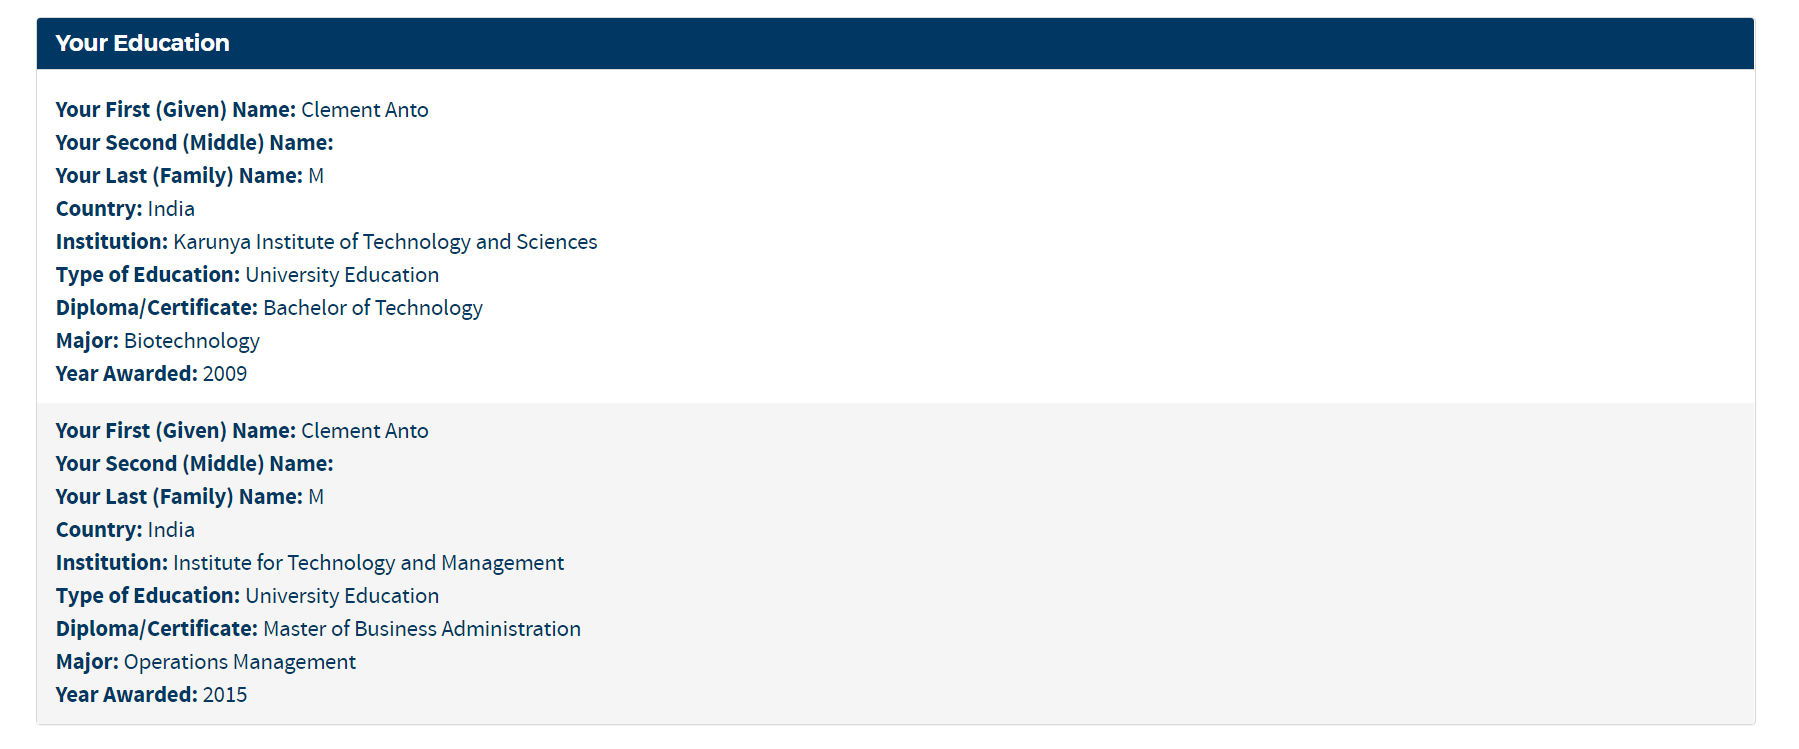 Your Education
Your First (Given) Name: Clement Anto
Your Second (Middle) Name:
Your Last (Family) Name: M
Country: India
Institution: Karunya Institute of Technology and Sciences
Type of Education: University Education
Diploma/Certificate: Bachelor of Technology
Major: Biotechnology
Year Awarded: 2009
Your First (Given) Name: Clement Anto
Your Second (Middle) Name:
Your Last (Family) Name: M
Country: India
Institution: Institute for Technology and Management
Type of Education: University Education
Diploma/Certificate: Master of Business Administration
Major: Operations Management
Year Awarded: 2015